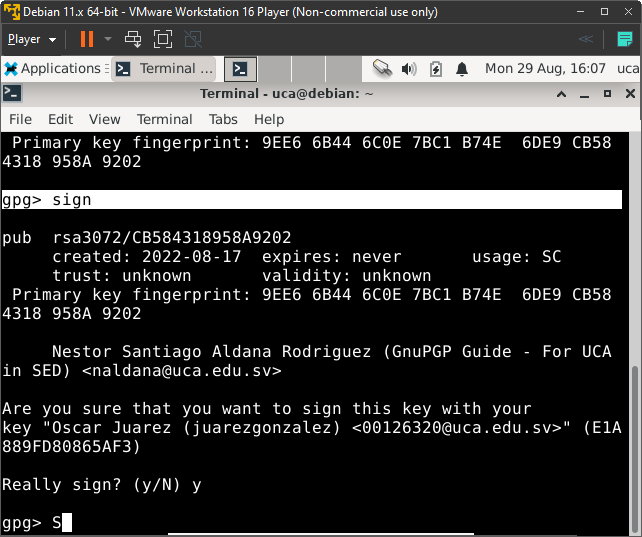 Debian 11.x 64-bit - VMware Workstation 16 Player (Non-commercial use only)
Player
Applications Terminal ... Mon 29 Aug, 16:07 uca
Terminal - uca@debian: ~
File Edit View Terminal Tabs Help
Primary key fingerprint: 9EE6 6B44 6C0E 7BC1 B74E  6DE9 CB58
4318 958A 9202
gpg> sign
pub  rsa3072/CB584318958A9202
created: 2022-08-17  expires: never       usage: SC
trust: unknown       validity: unknown
Primary key fingerprint: 9EE6 6B44 6C0E 7BC1 B74E  6DE9 CB58
4318 958A 9202
Nestor Santiago Aldana Rodriguez (GnuPGP Guide - For UCA
in SED) <naldana@uca.edu.sv>
Are you sure that you want to sign this key with your
key "Oscar Juarez (juarezgonzalez) <00126320@uca.edu.sv>" (E1A
889FD80865AF3)
Really sign? (y/N) y
gpg> S